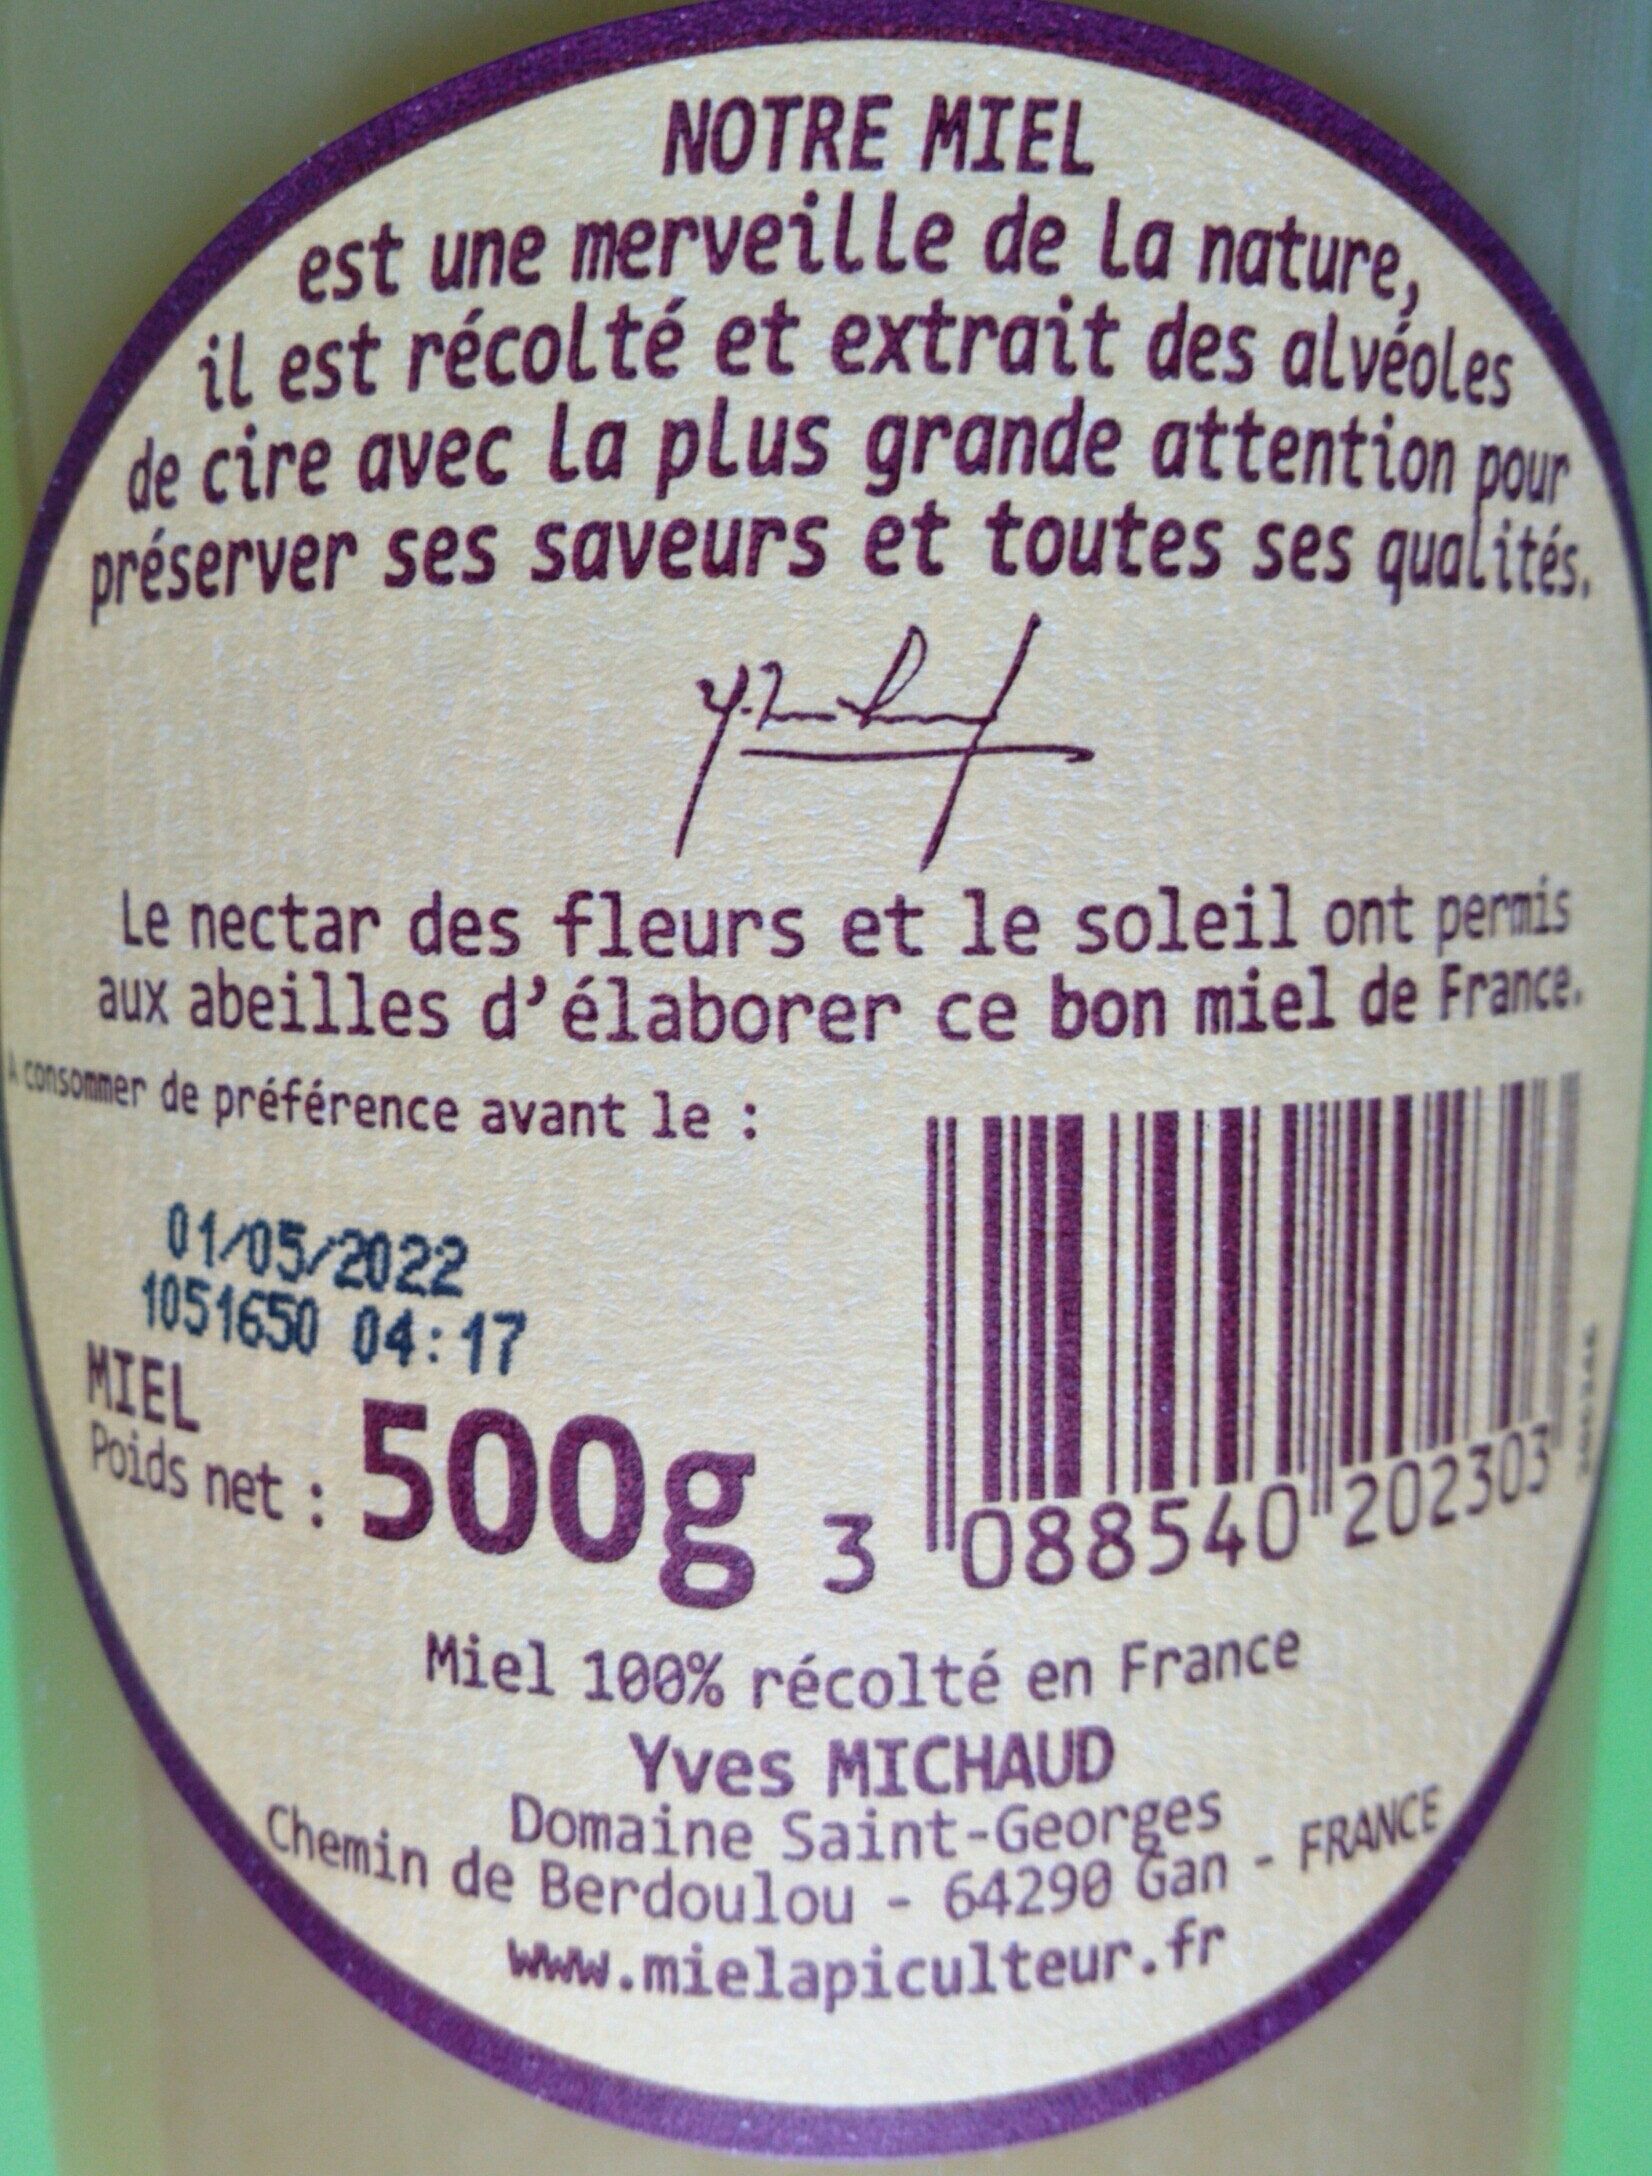 NOTRE MIEL
est une merveille de la nature,
il est récolté et extrait des alvéoles
de cire avec la plus grande attention pour
préserver ses saveurs et toutes ses qualités.
Le nectar des fleurs et le soleil ont permis
aux abeilles d'élaborer ce bon miel de France.
A consommer de préférence avant le :
01/05/2022
1051650 04:17
MIEL
Poids net : 500g
3 088540 202303
Miel 100% récolté en France
Yves MICHAUD
Domaine Saint-Georges
Chemin de Berdoulou - 64290 Gan - FRANCE
www.mielapiculteur.fr